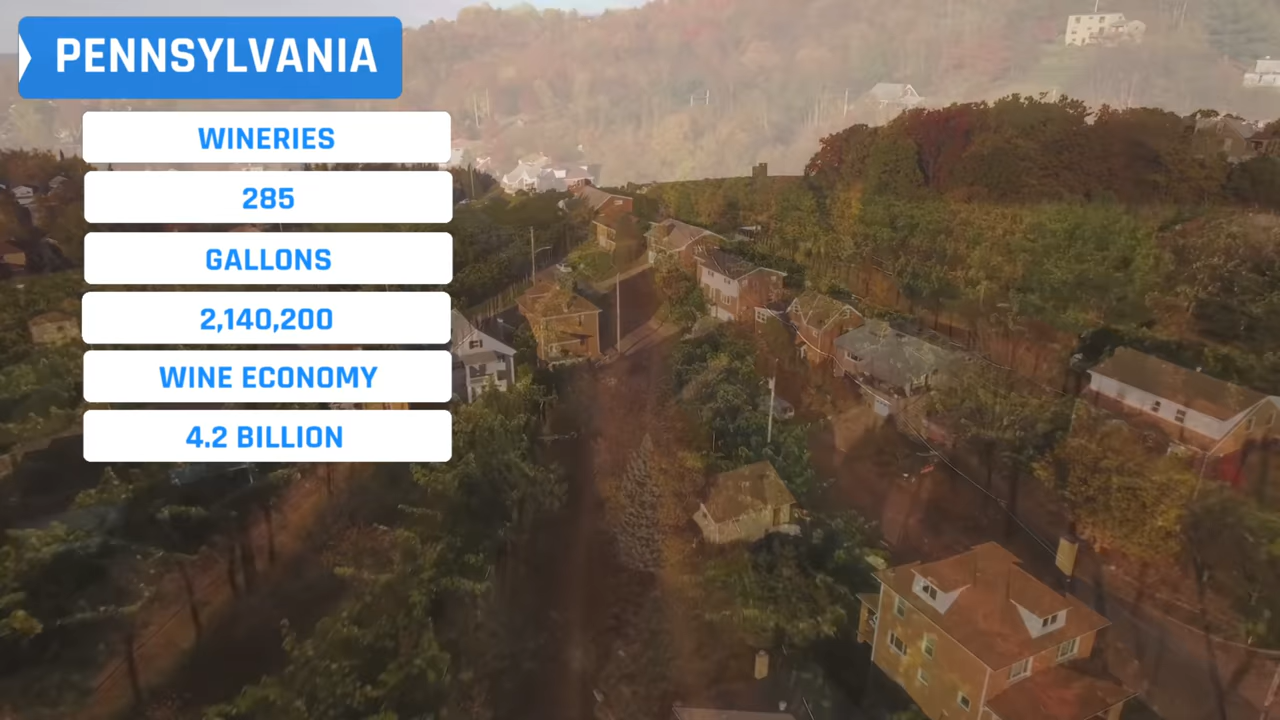 PENNSYLVANIA
WINERIES
285
GALLONS
2,140,200
WINE ECONOMY
4.2 BILLION